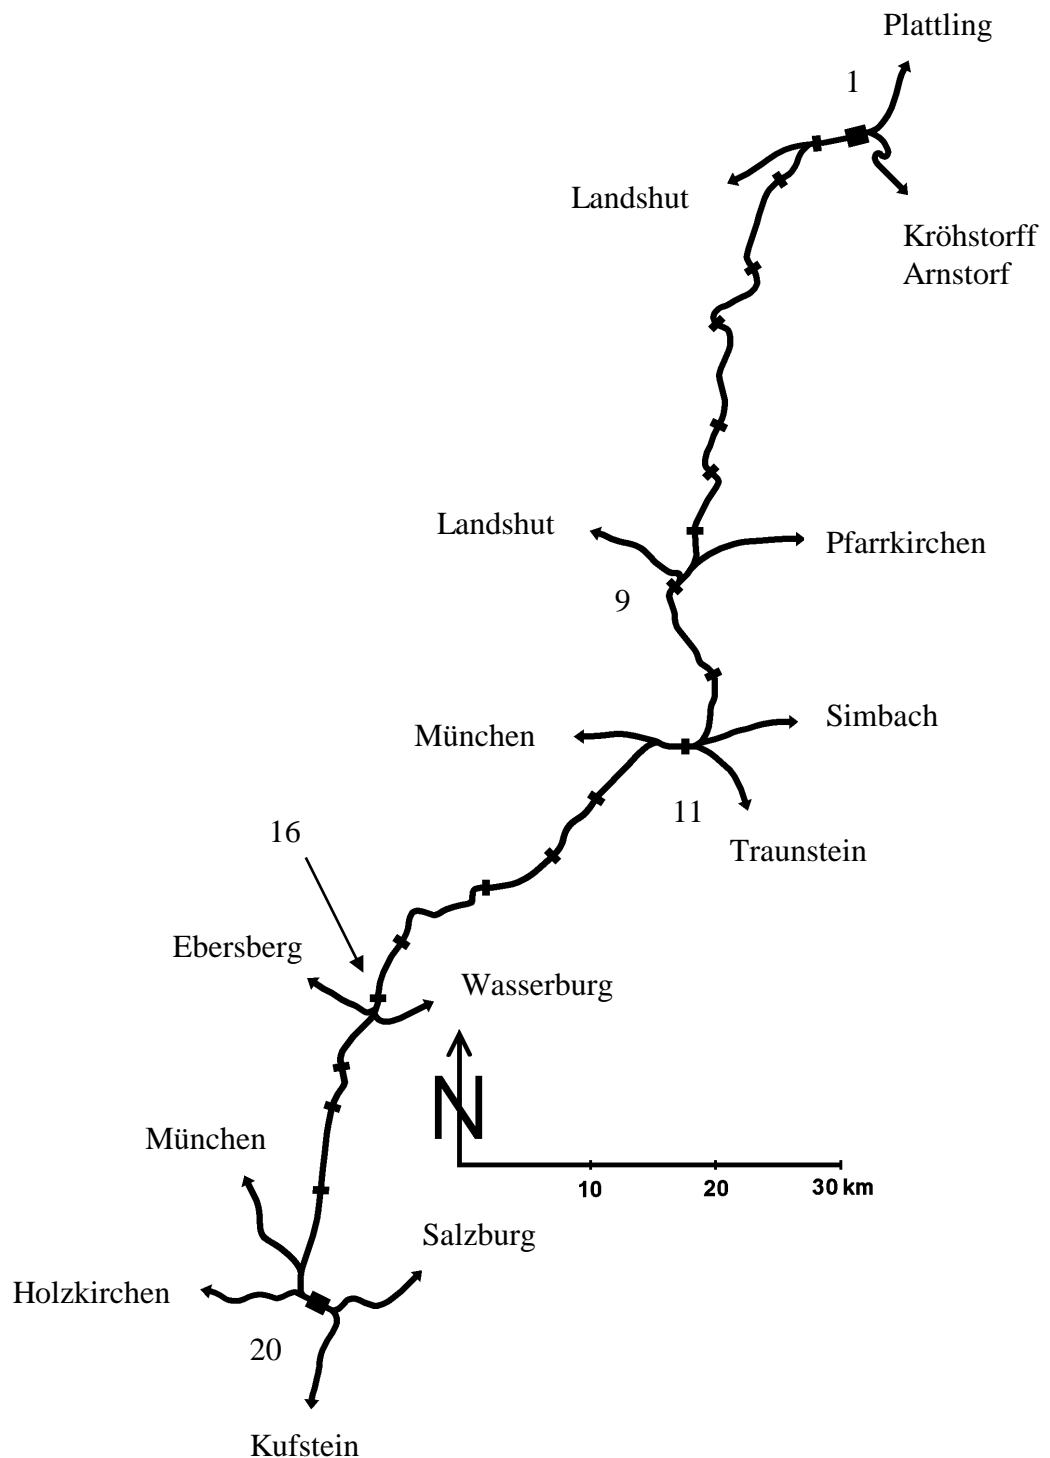 Plattling
1
Landshut
Kröhstorff
Arnstorf
Landshut
Pfarrkirchen
9
Simbach
München
11
16
Traunstein
Ebersberg
Wasserburg
N
München
10
20
30 km
Salzburg
Holzkirchen
20
Kufstein